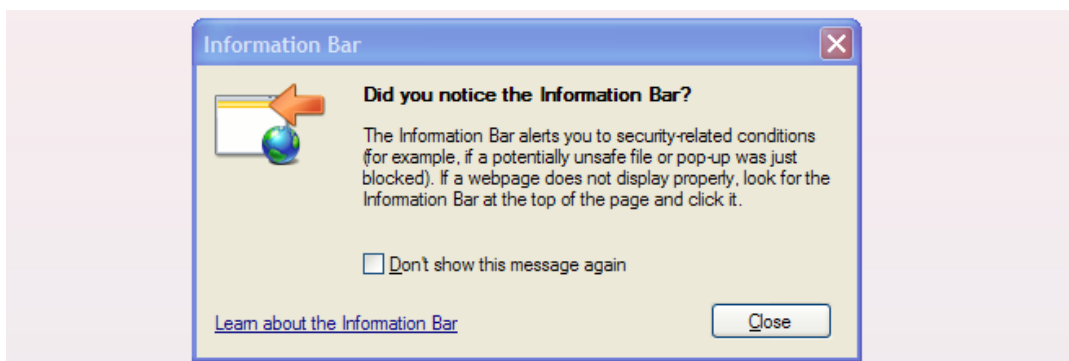 Information Bar
Did you notice the Information Bar?
The Information Bar alerts you to security-related conditions
(for example, if a potentially unsafe file or pop-up was just
blocked). If a webpage does not display properly, look for the
Information Bar at the top of the page and click it.
Don't show this message again
Learn about the Information Bar
Close